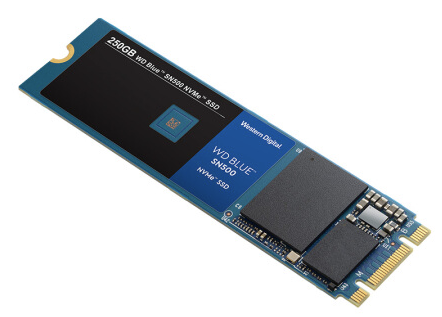 250GB WD Blue™ SN500 NVMe™ SSD
Western Digital
WD BLUE™
SN500
NVMe™ SSD